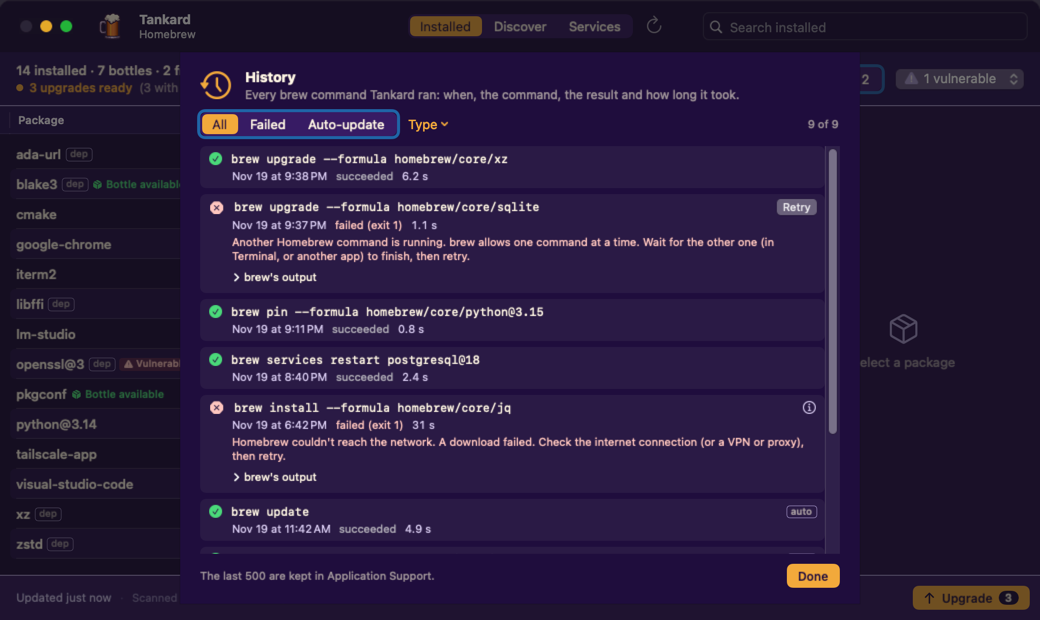 Tankard
Homebrew
Installed
Discover
Services
Search installed
14 installed · 7 bottles · 2 f
3 upgrades ready (3 with
2
1 vulnerable
Package
ada-url dep
blake3 dep Bottle availabl
cmake
google-chrome
iterm2
libffi dep
lm-studio
openssl@3 dep Vulnerabl
pkgconf Bottle available
python@3.14
tailscale-app
visual-studio-code
xz dep
zstd dep
History
Every brew command Tankard ran: when, the command, the result and how long it took.
All Failed Auto-update Type
9 of 9
brew upgrade --formula homebrew/core/xz
Nov 19 at 9:38 PM succeeded 6.2 s
brew upgrade --formula homebrew/core/sqlite
Retry
Nov 19 at 9:37 PM failed (exit 1) 1.1 s
Another Homebrew command is running. brew allows one command at a time. Wait for the other one (in
Terminal, or another app) to finish, then retry.
brew's output
brew pin --formula homebrew/core/python@3.15
Nov 19 at 9:11 PM succeeded 0.8 s
brew services restart postgresql@18
Nov 19 at 8:40 PM succeeded 2.4 s
brew install --formula homebrew/core/jq
Nov 19 at 6:42 PM failed (exit 1) 31 s
Homebrew couldn't reach the network. A download failed. Check the internet connection (or a VPN or proxy),
then retry.
brew's output
brew update
auto
Nov 19 at 11:42 AM succeeded 4.9 s
The last 500 are kept in Application Support.
Done
elect a package
Updated just now · Scanned
Upgrade 3